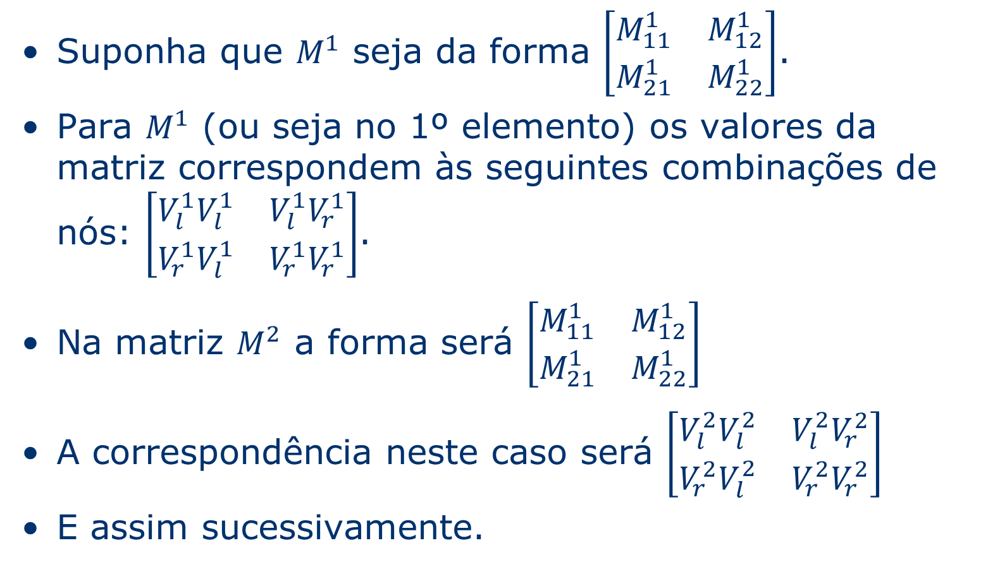 • Suponha que $M^1$ seja da forma $\begin{bmatrix} M_{11}^1 & M_{12}^1 \\ M_{21}^1 & M_{22}^1 \end{bmatrix}$.
• Para $M^1$ (ou seja no 1º elemento) os valores da
matriz correspondem às seguintes combinações de
nós: $\begin{bmatrix} V_l^1 V_l^1 & V_l^1 V_r^1 \\ V_r^1 V_l^1 & V_r^1 V_r^1 \end{bmatrix}$.
• Na matriz $M^2$ a forma será $\begin{bmatrix} M_{11}^1 & M_{12}^1 \\ M_{21}^1 & M_{22}^1 \end{bmatrix}$
• A correspondência neste caso será $\begin{bmatrix} V_l^2 V_l^2 & V_l^2 V_r^2 \\ V_r^2 V_l^2 & V_r^2 V_r^2 \end{bmatrix}$
• E assim sucessivamente.